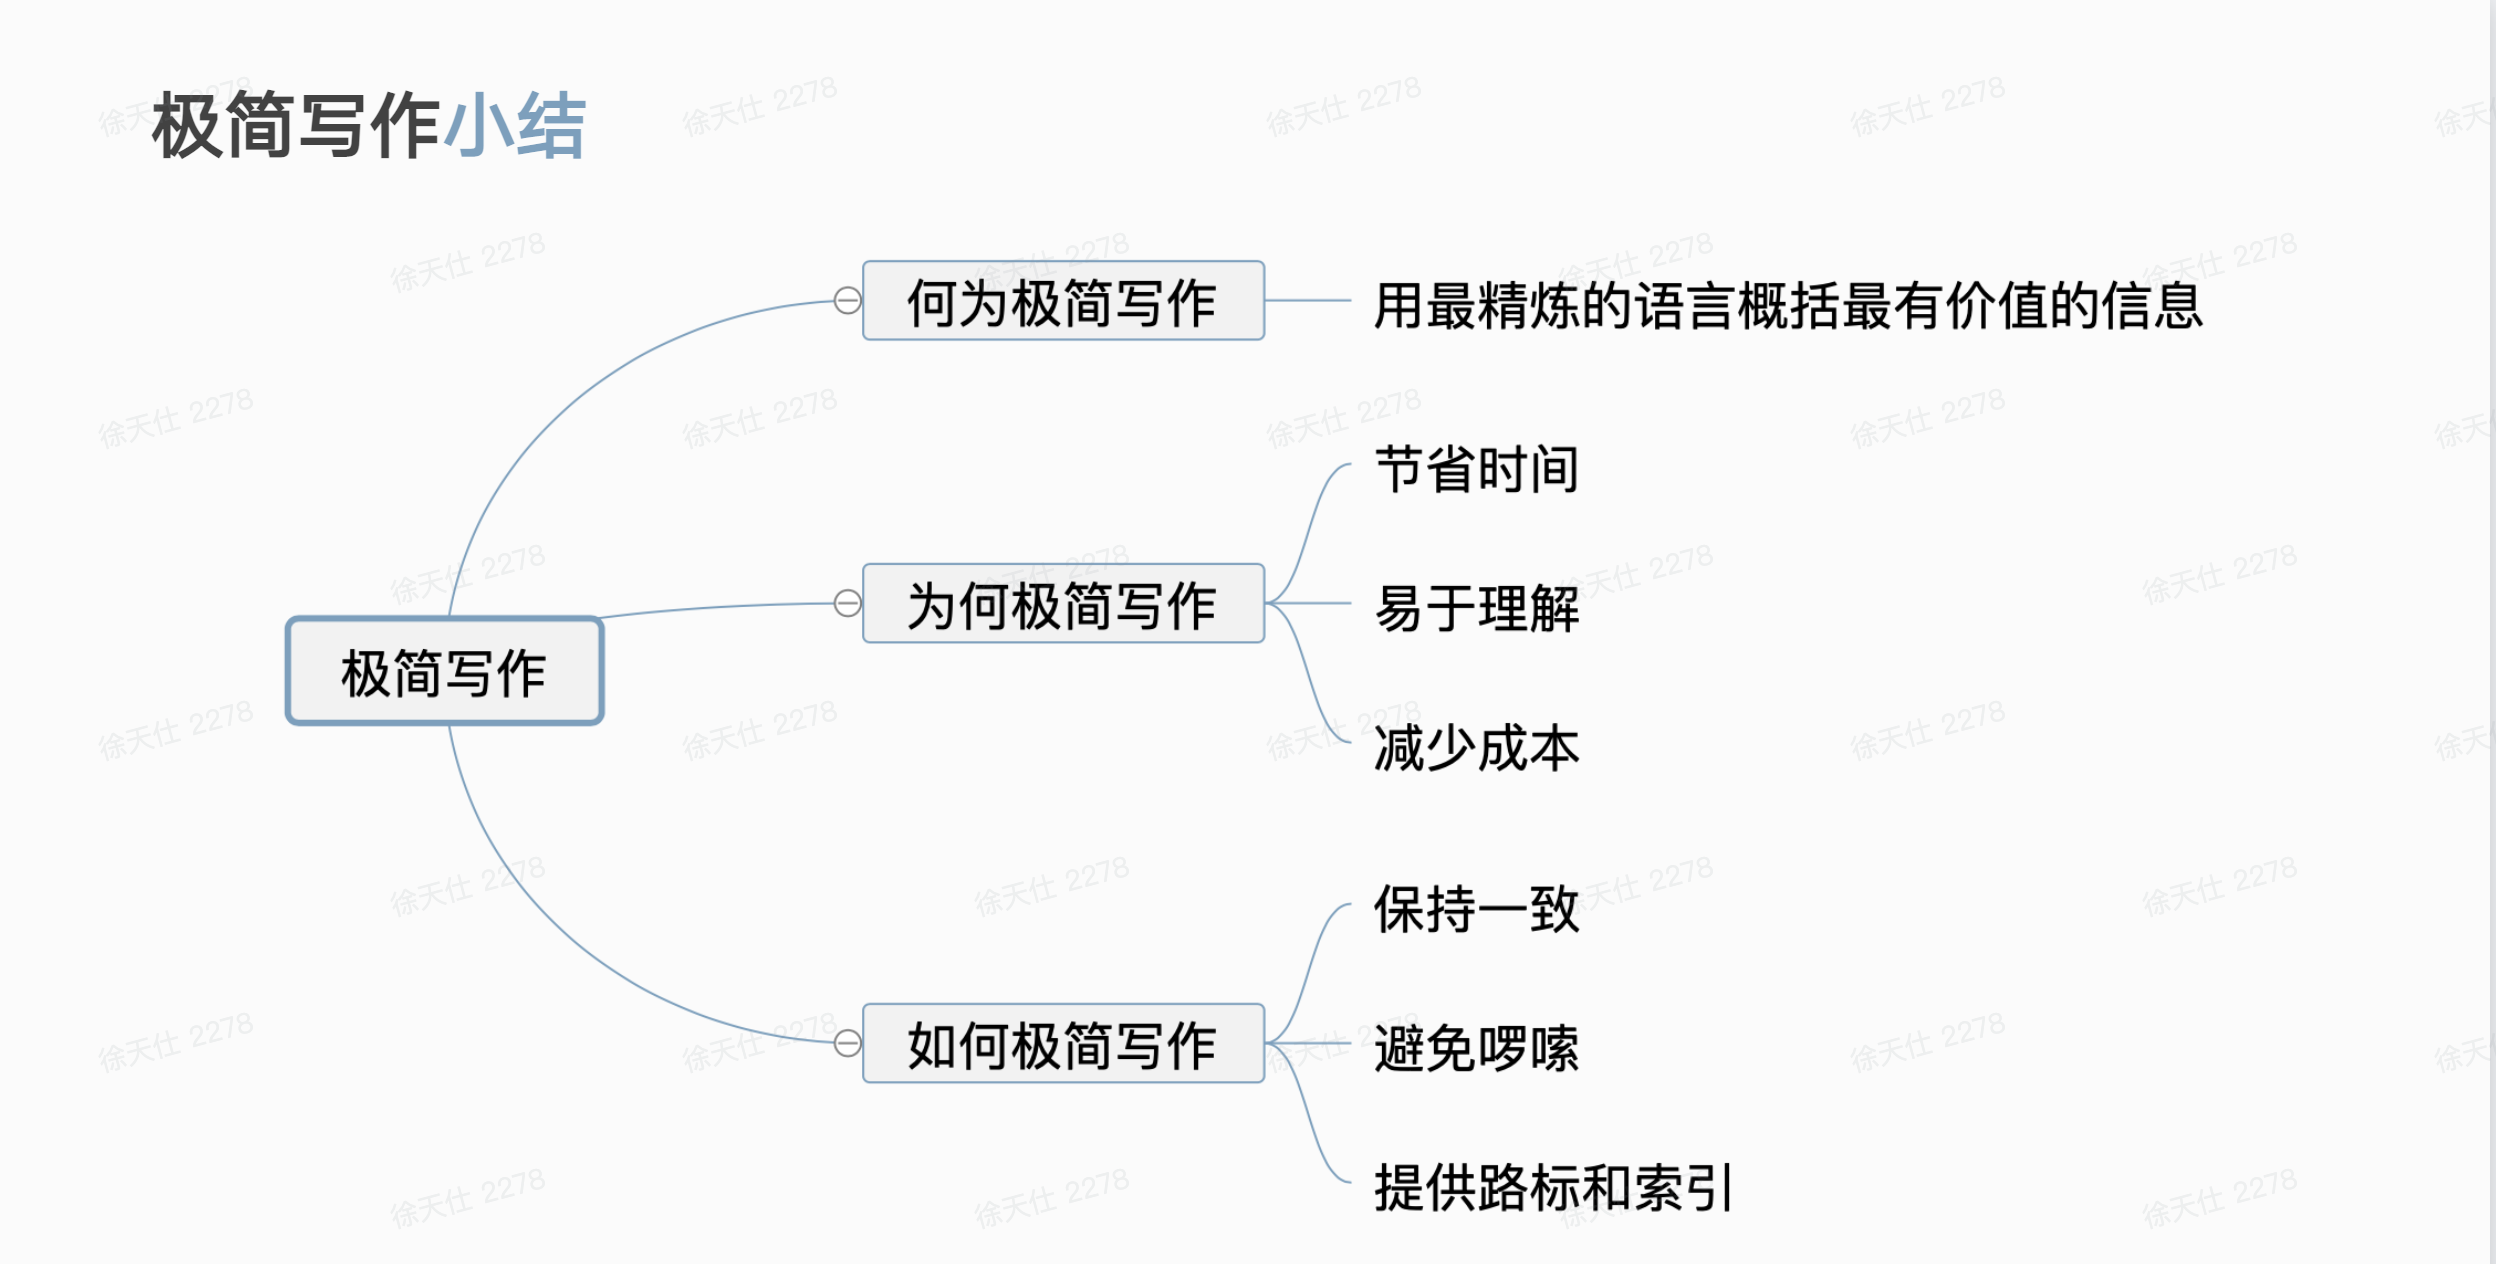 极简写作小结
何为极简写作
用最精炼的语言概括最有价值的信息
极简写作
为何极简写作
节省时间
易于理解
减少成本
如何极简写作
保持一致
避免啰嗦
提供路标和索引
徐天仕 2278